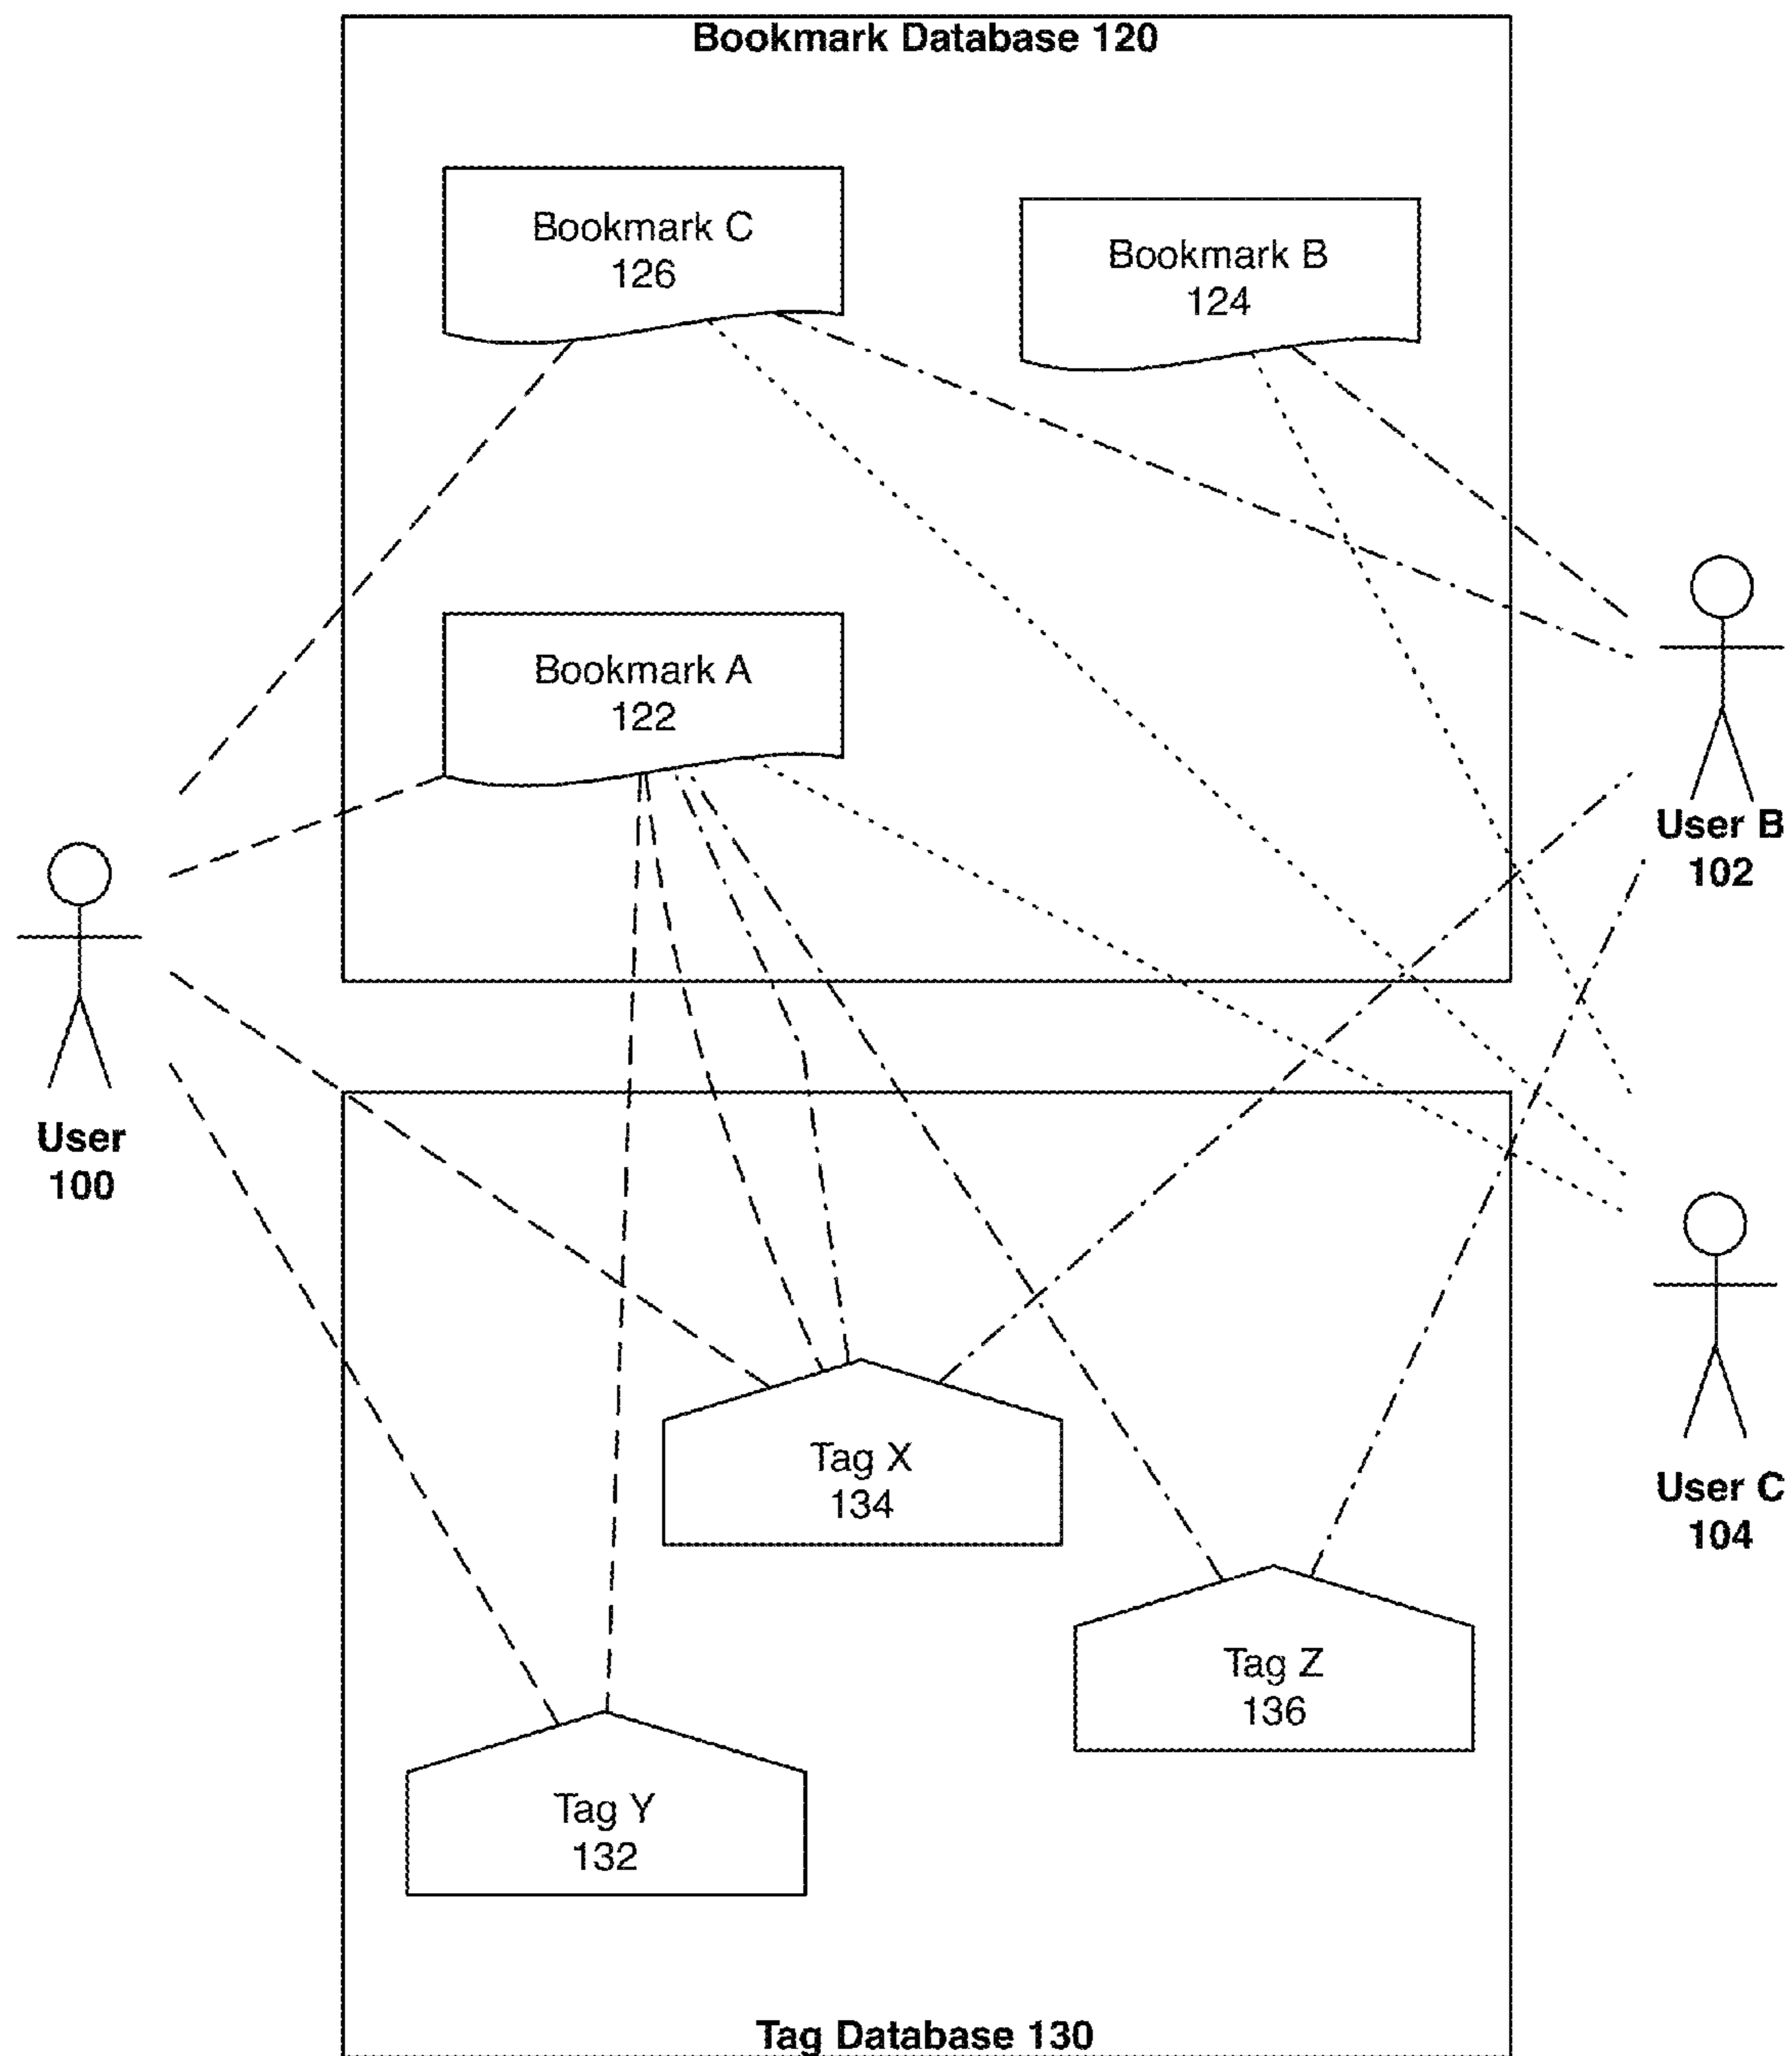 Bookmark Database 120
Bookmark C
126
Bookmark B
124
Bookmark A
122
User B
102
User
100
Tag X
134
User C
104
Tag Z
136
Tag Y
132
Tag Database 130